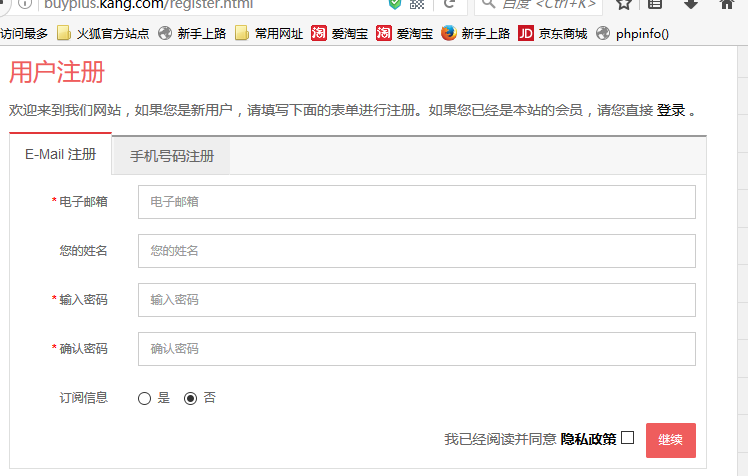 buyplus.kang.com/register.html
百度 <Ctrl+K>
访问最多 火狐官方站点 新手上路 常用网址 淘 爱淘宝 淘 爱淘宝 新手上路 JD 京东商城 phpinfo()
用户注册
欢迎来到我们网站，如果您是新用户，请填写下面的表单进行注册。如果您已经是本站的会员，请您直接 登录 。
E-Mail 注册 手机号码注册
* 电子邮箱 电子邮箱
您的姓名 您的姓名
* 输入密码 输入密码
* 确认密码 确认密码
订阅信息 是 否
我已经阅读并同意 隐私政策 继续